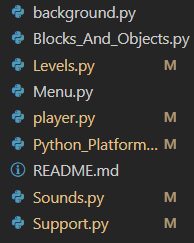 background.py
Blocks_And_Objects.py
Levels.py M
Menu.py
player.py M
Python_Platform... M
README.md
Sounds.py M
Support.py M